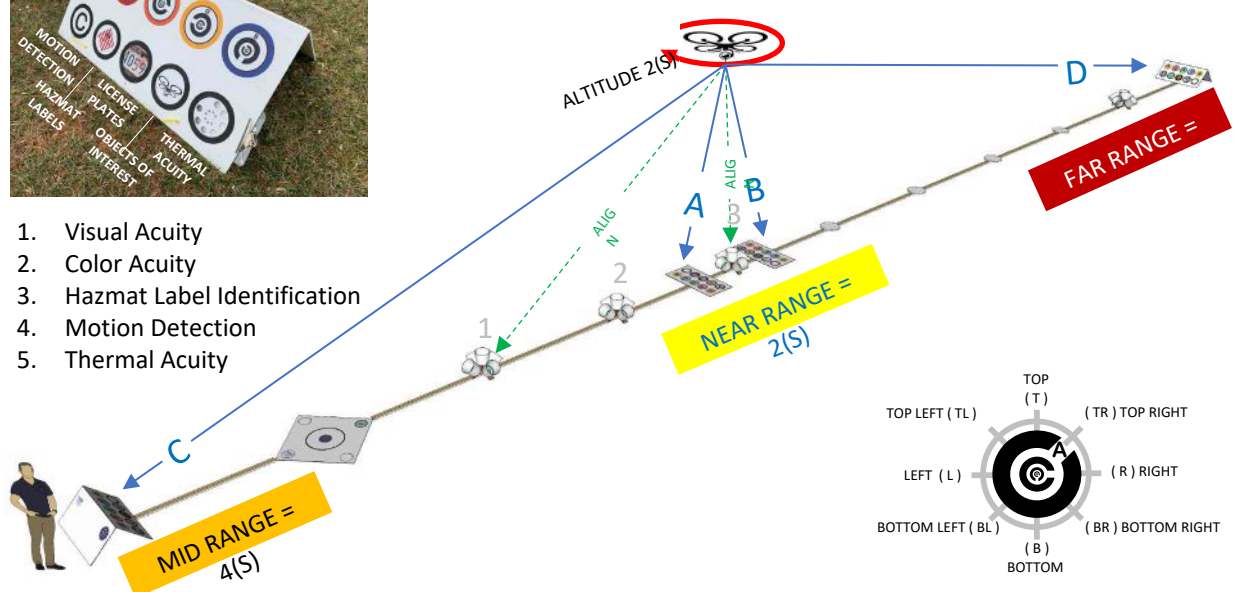 MOTION
DETECTION
HAZMAT
LABELS
LICENSE
PLATES
OBJECTS OF
INTEREST
THERMAL
ACUITY
1059
1. Visual Acuity
2. Color Acuity
3. Hazmat Label Identification
4. Motion Detection
5. Thermal Acuity
ALTITUDE 2(S)
A
B
C
D
ALIG
N
ALIG
N
1
2
3
NEAR RANGE =
2(S)
MID RANGE =
4(S)
FAR RANGE =
TOP
( T )
TOP LEFT ( TL )
( TR ) TOP RIGHT
A
LEFT ( L )
( R ) RIGHT
BOTTOM LEFT ( BL )
( BR ) BOTTOM RIGHT
( B )
BOTTOM